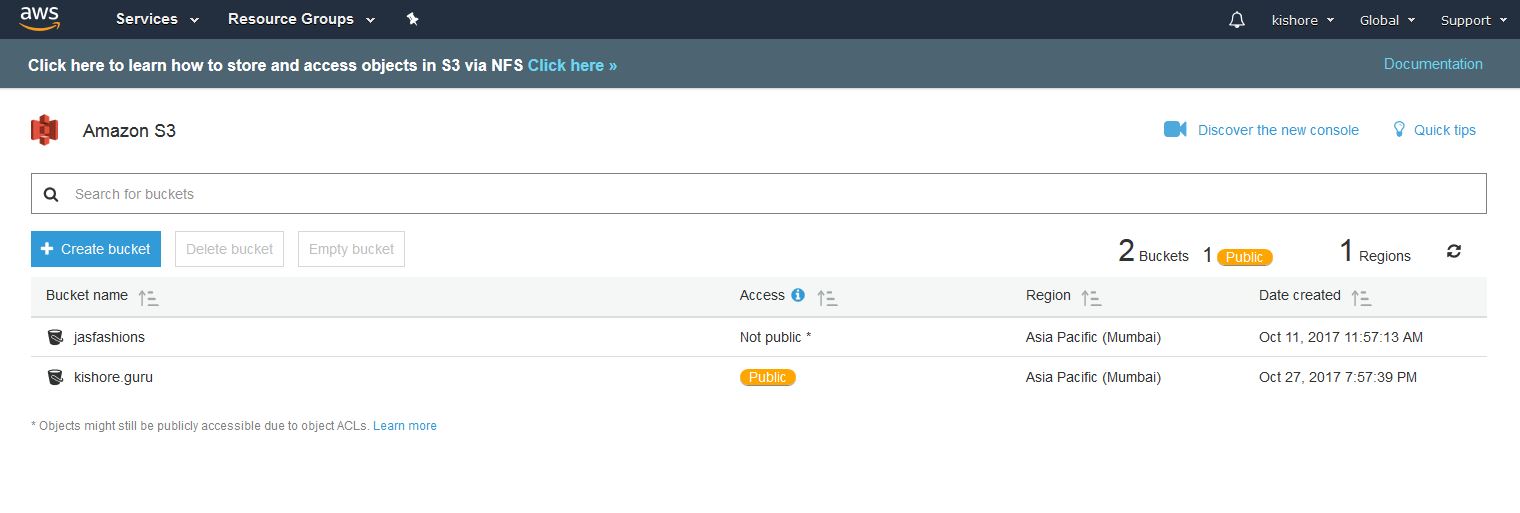 aws Services Resource Groups kishore Global Support
Click here to learn how to store and access objects in S3 via NFS Click here » Documentation
Amazon S3 Discover the new console Quick tips
Search for buckets
+ Create bucket Delete bucket Empty bucket 2 Buckets 1 Public 1 Regions
Bucket name Access Region Date created
jasfashions Not public * Asia Pacific (Mumbai) Oct 11, 2017 11:57:13 AM
kishore.guru Public Asia Pacific (Mumbai) Oct 27, 2017 7:57:39 PM
* Objects might still be publicly accessible due to object ACLs. Learn more